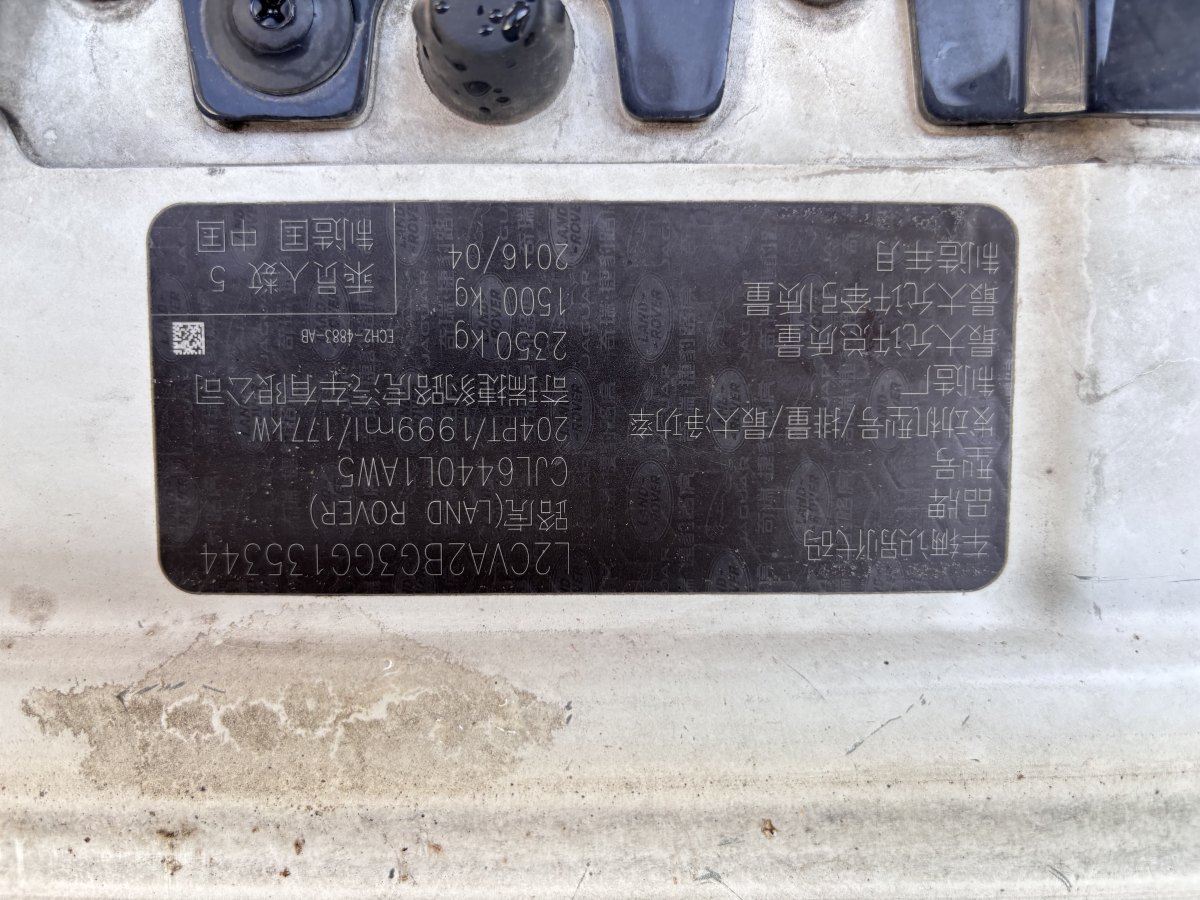 车辆识别代码 L2CVA2BG3GG135344
品牌 路虎(LAND ROVER)
型号 CJL6440L1AW5
发动机型号/排量/最大净功率 204PT/1999ml/177kW
制造厂 奇瑞捷豹路虎汽车有限公司
最大允许总质量 2350 kg
最大允许牵引质量 1500 kg
制造年月 2016/04
ECH2-4883-AB
乘员人数 5
制造国 中国